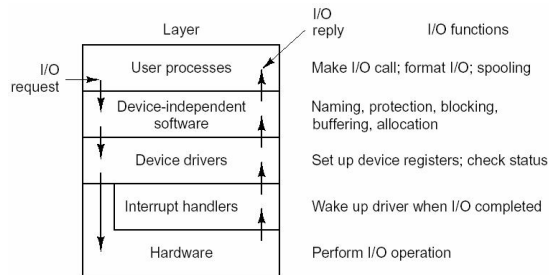 Layer
I/O
reply
I/O functions
I/O
request
User processes
Make I/O call; format I/O; spooling
Device-independent
software
Naming, protection, blocking,
buffering, allocation
Device drivers
Set up device registers; check status
Interrupt handlers
Wake up driver when I/O completed
Hardware
Perform I/O operation